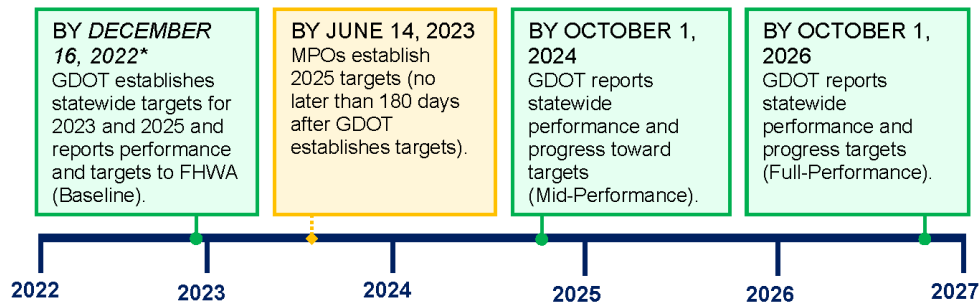 BY DECEMBER
16, 2022*
GDOT establishes
statewide targets for
2023 and 2025 and
reports performance
and targets to FHWA
(Baseline).
BY JUNE 14, 2023
MPOs establish
2025 targets (no
later than 180 days
after GDOT
establishes targets).
BY OCTOBER 1,
2024
GDOT reports
statewide
performance and
progress toward
targets
(Mid-Performance).
BY OCTOBER 1,
2026
GDOT reports
statewide
performance and
progress targets
(Full-Performance).
2022
2023
2024
2025
2026
2027